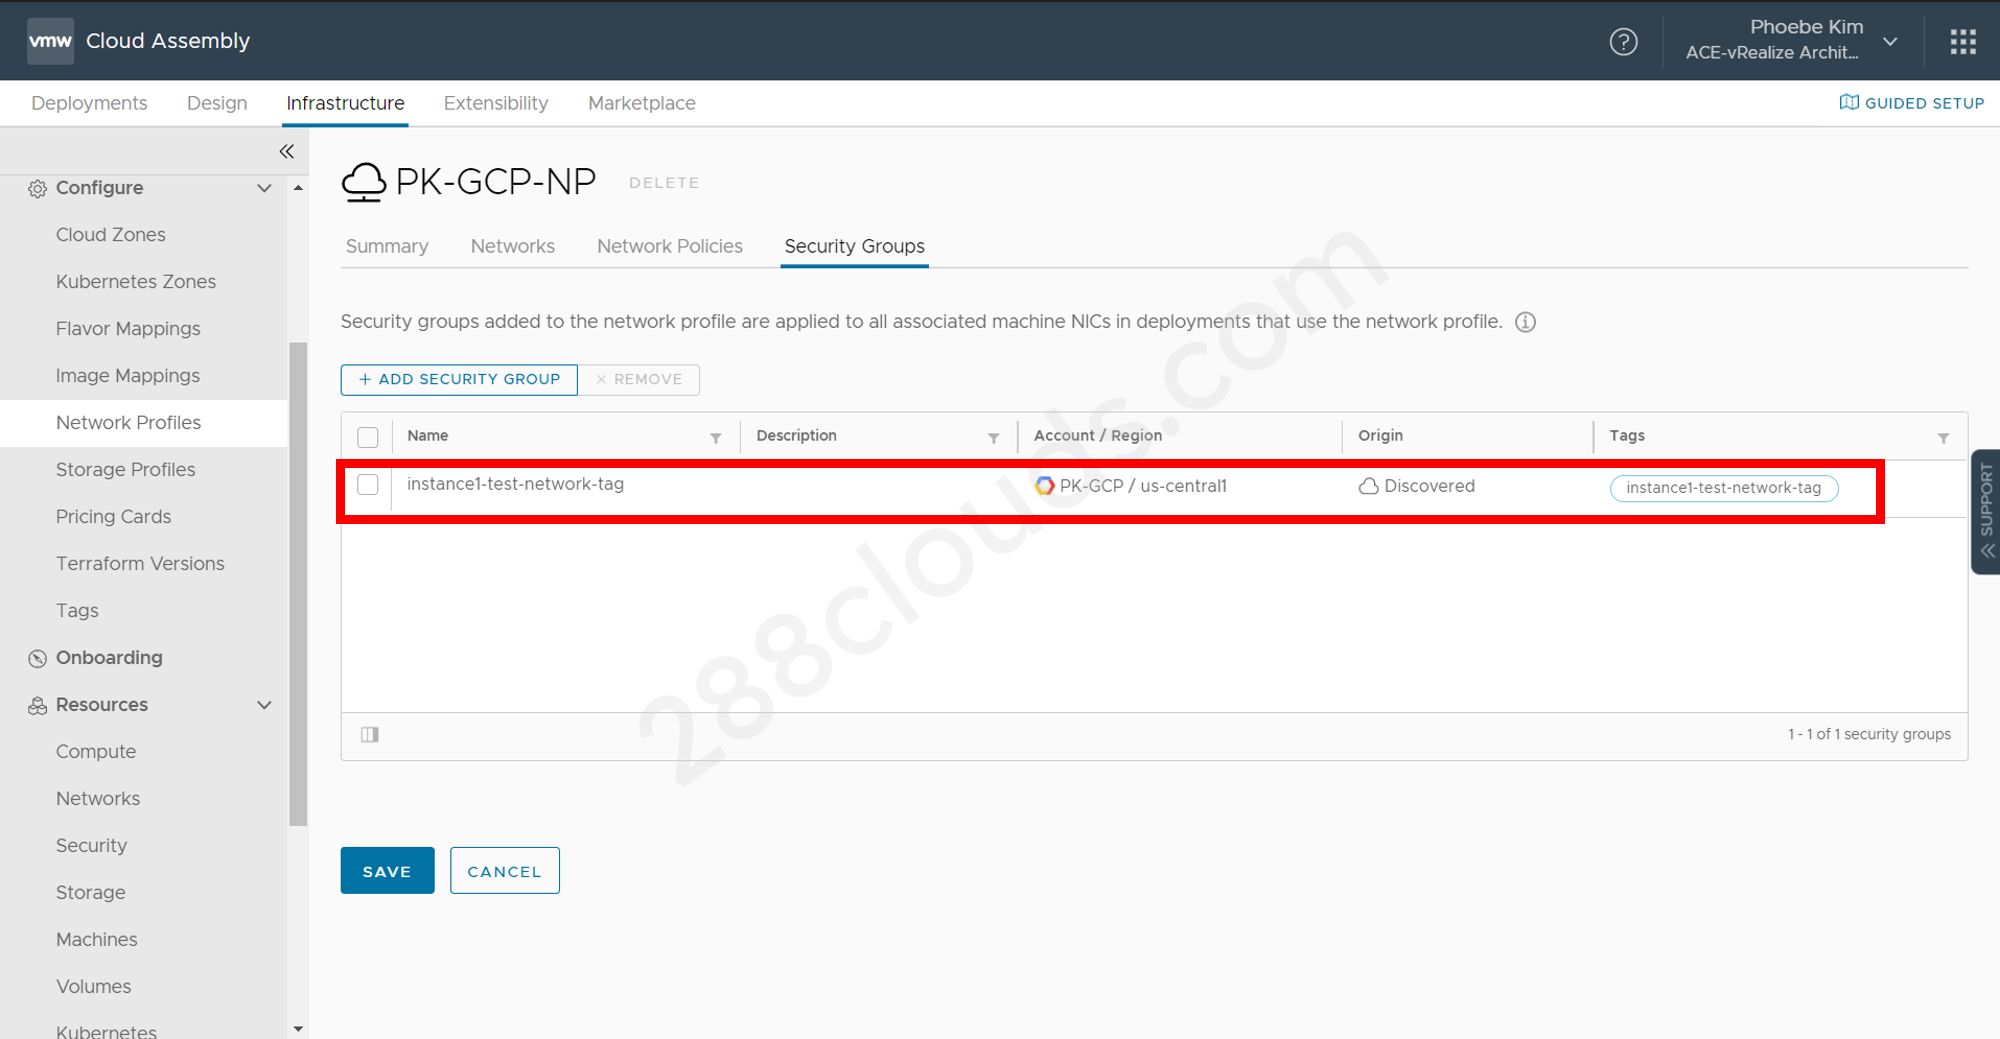 vmw Cloud Assembly
Phoebe Kim
ACE-vRealize Archit...
Deployments Design Infrastructure Extensibility Marketplace
GUIDED SETUP
Configure
Cloud Zones
Kubernetes Zones
Flavor Mappings
Image Mappings
Network Profiles
Storage Profiles
Pricing Cards
Terraform Versions
Tags
Onboarding
Resources
Compute
Networks
Security
Storage
Machines
Volumes
Kubernetes
PK-GCP-NP DELETE
Summary Networks Network Policies Security Groups
Security groups added to the network profile are applied to all associated machine NICs in deployments that use the network profile.
+ ADD SECURITY GROUP × REMOVE
Name Description Account / Region Origin Tags
instance1-test-network-tag PK-GCP / us-central1 Discovered instance1-test-network-tag
1 - 1 of 1 security groups
SAVE CANCEL
SUPPORT
288clouds.com